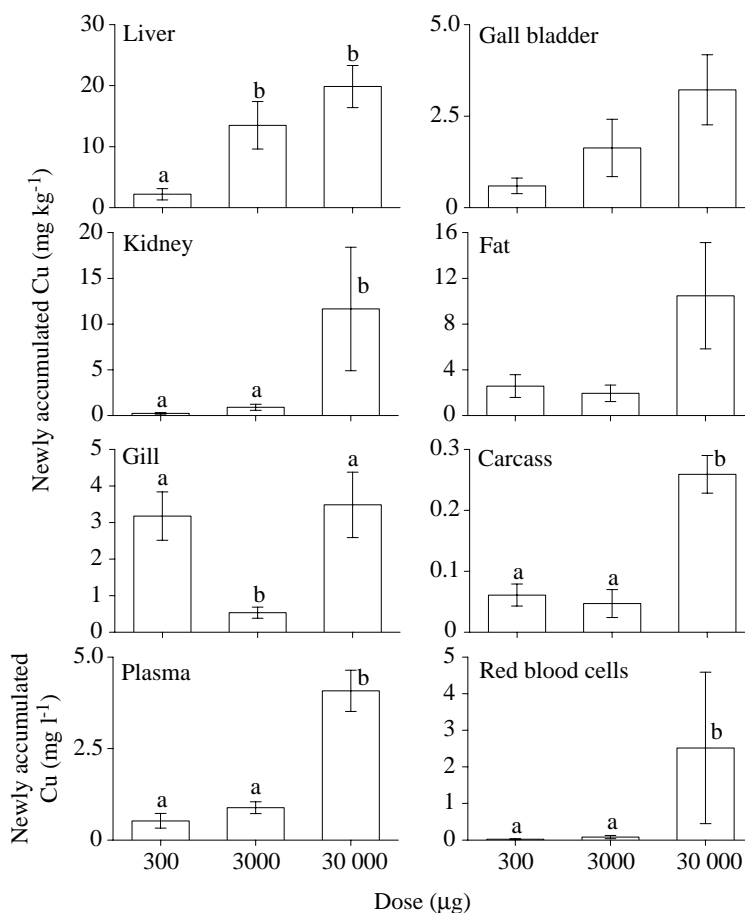 Newly accumulated Cu (mg kg-1)
Liver
30
20
10
0
a
b
b
Gall bladder
5.0
2.5
0
Kidney
20
15
10
5
0
a
a
b
Fat
16
12
8
4
0
Gill
5
4
3
2
1
0
a
b
a
Carcass
0.3
0.2
0.1
0
a
a
b
Newly accumulated
Cu (mg l-1)
Plasma
5.0
2.5
0
a
a
b
300 3000 30 000
Red blood cells
5
4
3
2
1
0
a
a
b
300 3000 30 000
Dose (µg)